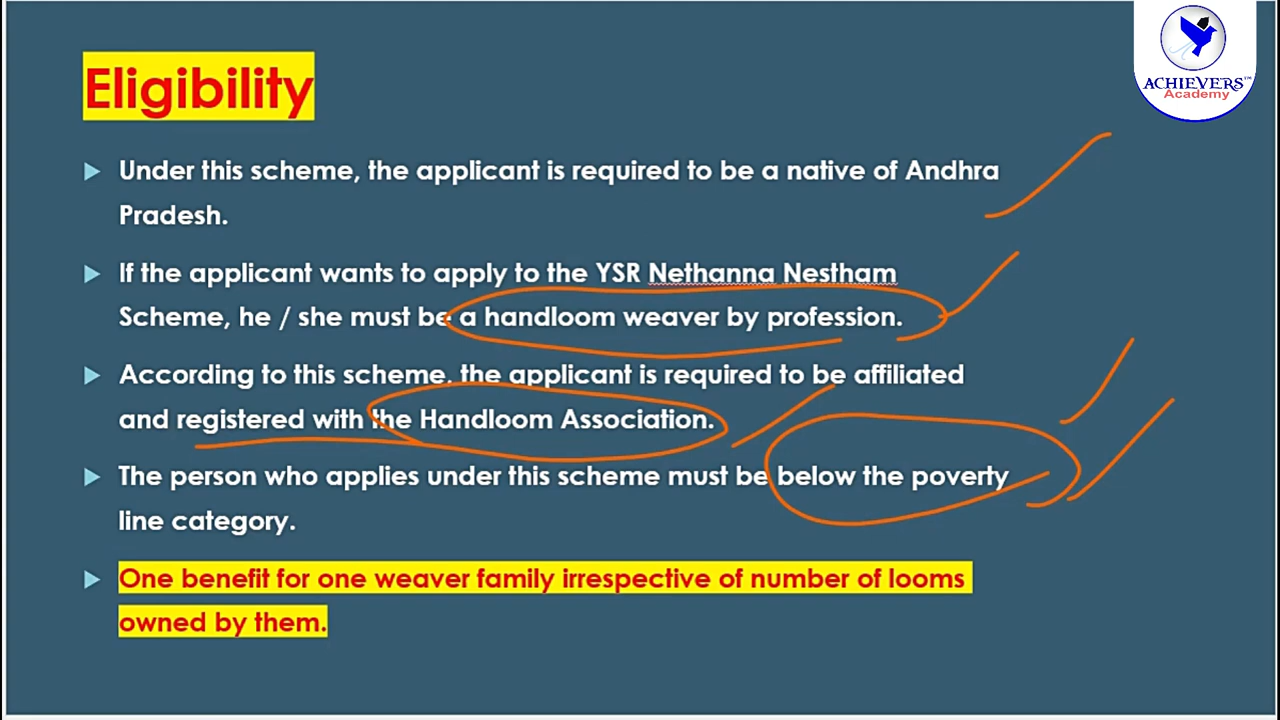 ACHIEVERS™
Academy
Eligibility
Under this scheme, the applicant is required to be a native of Andhra
Pradesh.
If the applicant wants to apply to the YSR Nethanna Nestham
Scheme, he / she must be a handloom weaver by profession.
According to this scheme, the applicant is required to be affiliated
and registered with the Handloom Association.
The person who applies under this scheme must be below the poverty
line category.
One benefit for one weaver family irrespective of number of looms
owned by them.